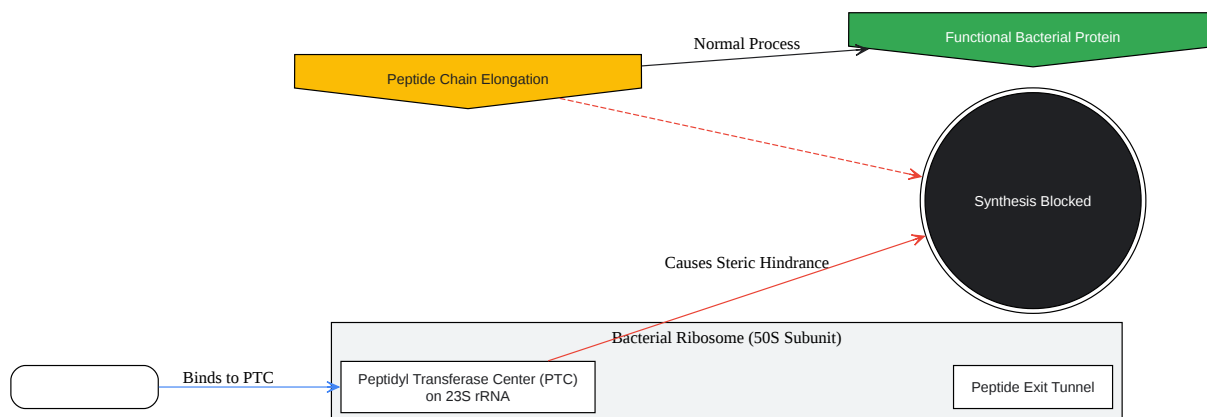 Functional Bacterial Protein
Normal Process
Peptide Chain Elongation
Synthesis Blocked
Causes Steric Hindrance
Bacterial Ribosome (50S Subunit)
Binds to PTC
Peptidyl Transferase Center (PTC)
on 23S rRNA
Peptide Exit Tunnel